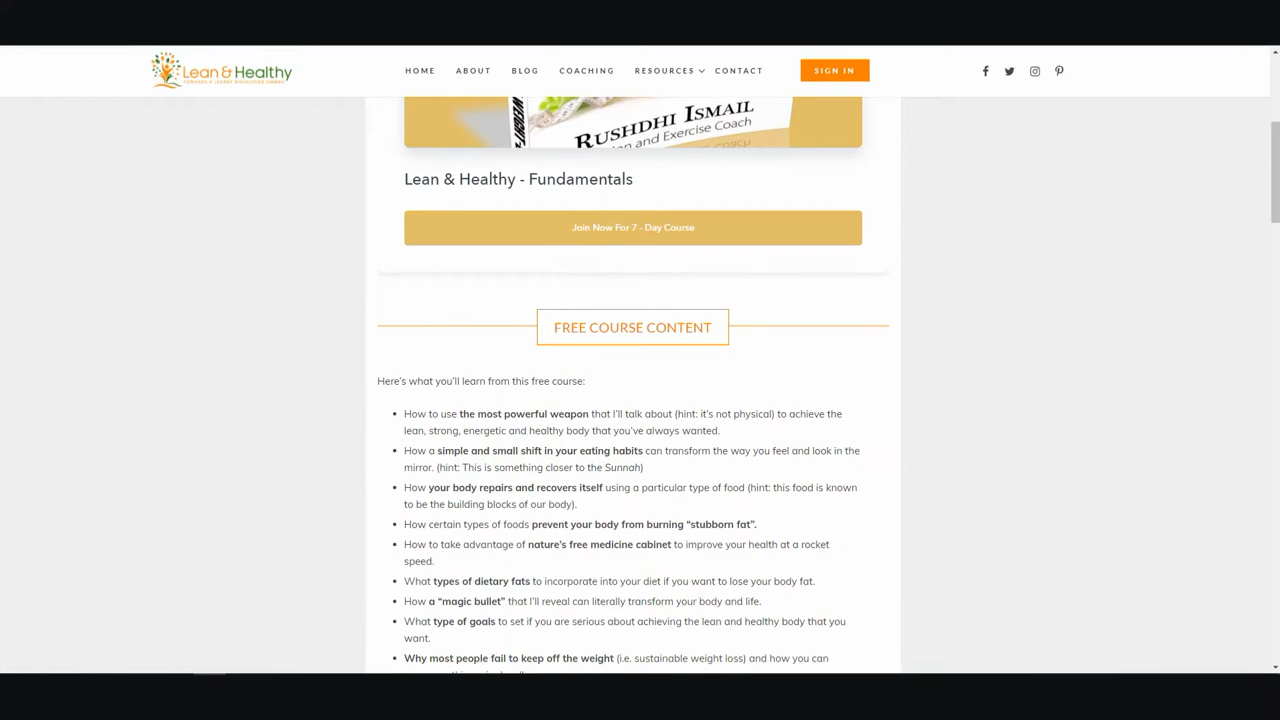 Lean & Healthy
HOME ABOUT BLOG COACHING RESOURCES CONTACT SIGN IN
RUSHDHI ISMAIL
and Exercise Coach
Lean & Healthy - Fundamentals
Join Now For 7 - Day Course
FREE COURSE CONTENT
Here's what you'll learn from this free course:
• How to use the most powerful weapon that I'll talk about (hint: it's not physical) to achieve the
lean, strong, energetic and healthy body that you've always wanted.
• How a simple and small shift in your eating habits can transform the way you feel and look in the
mirror. (hint: This is something closer to the Sunnah)
• How your body repairs and recovers itself using a particular type of food (hint: this food is known
to be the building blocks of our body).
• How certain types of foods prevent your body from burning “stubborn fat”.
• How to take advantage of nature's free medicine cabinet to improve your health at a rocket
speed.
• What types of dietary fats to incorporate into your diet if you want to lose your body fat.
• How a “magic bullet” that I'll reveal can literally transform your body and life.
• What type of goals to set if you are serious about achieving the lean and healthy body that you
want.
• Why most people fail to keep off the weight (i.e. sustainable weight loss) and how you can